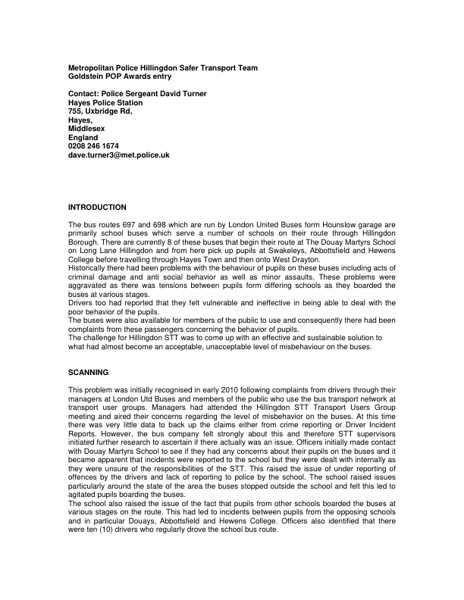 Metropolitan Police Hillingdon Safer Transport Team
Goldstein POP Awards entry
Contact: Police Sergeant David Turner
Hayes Police Station
755, Uxbridge Rd,
Hayes,
Middlesex
England
0208 246 1674
dave.turner3@met.police.uk
INTRODUCTION
The bus routes 697 and 698 which are run by London United Buses form Hounslow garage are
primarily school buses which serve a number of schools on their route through Hillingdon
Borough. There are currently 8 of these buses that begin their route at The Douay Martyrs School
on Long Lane Hillingdon and from here pick up pupils at Swakeleys, Abbottsfield and Hewens
College before travelling through Hayes Town and then onto West Drayton.
Historically there had been problems with the behaviour of pupils on these buses including acts of
criminal damage and anti social behavior as well as minor assaults. These problems were
aggravated as there was tensions between pupils form differing schools as they boarded the
buses at various stages.
Drivers too had reported that they felt vulnerable and ineffective in being able to deal with the
poor behavior of the pupils.
The buses were also available for members of the public to use and consequently there had been
complaints from these passengers concerning the behavior of pupils.
The challenge for Hillingdon STT was to come up with an effective and sustainable solution to
what had almost become an acceptable, unacceptable level of misbehaviour on the buses.
SCANNING
This problem was initially recognised in early 2010 following complaints from drivers through their
managers at London Utd Buses and members of the public who use the bus transport network at
transport user groups. Managers had attended the Hillingdon STT Transport Users Group
meeting and aired their concerns regarding the level of misbehavior on the buses. At this time
there was very little data to back up the claims either from crime reporting or Driver Incident
Reports. However, the bus company felt strongly about this and therefore STT supervisors
initiated further research to ascertain if there actually was an issue. Officers initially made contact
with Douay Martyrs School to see if they had any concerns about their pupils on the buses and it
became apparent that incidents were reported to the school but they were dealt with internally as
they were unsure of the responsibilities of the STT. This raised the issue of under reporting of
offences by the drivers and lack of reporting to police by the school. The school raised issues
particularly around the state of the area the buses stopped outside the school and felt this led to
agitated pupils boarding the buses.
The school also raised the issue of the fact that pupils from other schools boarded the buses at
various stages on the route. This had led to incidents between pupils from the opposing schools
and in particular Douays, Abbottsfield and Hewens College. Officers also identified that there
were ten (10) drivers who regularly drove the school bus route.